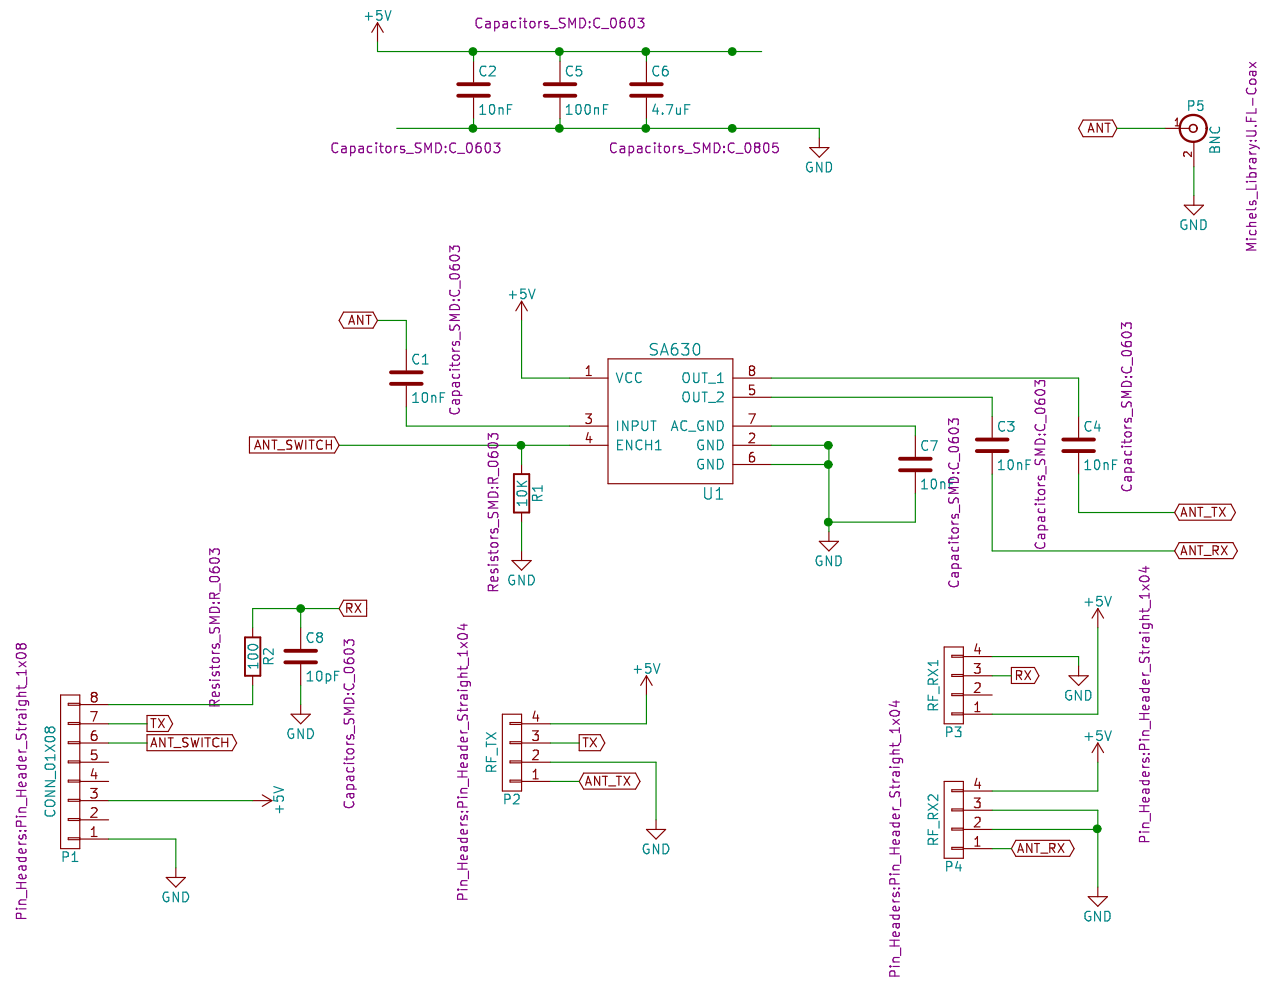 +5V
Capacitors_SMD:C_0603
C2
10nF
C5
100nF
C6
4.7uF
Capacitors_SMD:C_0603
Capacitors_SMD:C_0805
GND
ANT
P5
1
2
BNC
GND
Michels_Library:U.FL-Coax
ANT
C1
10nF
Capacitors_SMD:C_0603
+5V
SA630
1
VCC
3
INPUT
4
ENCH1
OUT_1
8
OUT_2
5
AC_GND
7
GND
2
GND
6
U1
ANT_SWITCH
Resistors_SMD:R_0603
10K
R1
GND
C7
10nF
Capacitors_SMD:C_0603
GND
C3
10nF
Capacitors_SMD:C_0603
C4
10nF
Capacitors_SMD:C_0603
ANT_TX
ANT_RX
Resistors_SMD:R_0603
100
R2
C8
10pF
RX
GND
Capacitors_SMD:C_0603
Pin_Headers:Pin_Header_Straight_1x08
CONN_01X08
8
7
6
5
4
3
2
1
P1
TX
ANT_SWITCH
+5V
GND
Pin_Headers:Pin_Header_Straight_1x04
RF_TX
4
3
2
1
P2
+5V
TX
ANT_TX
GND
RF_RX1
4
3
2
1
P3
RX
GND
+5V
Pin_Headers:Pin_Header_Straight_1x04
Pin_Headers:Pin_Header_Straight_1x04
RF_RX2
4
3
2
1
P4
+5V
ANT_RX
GND